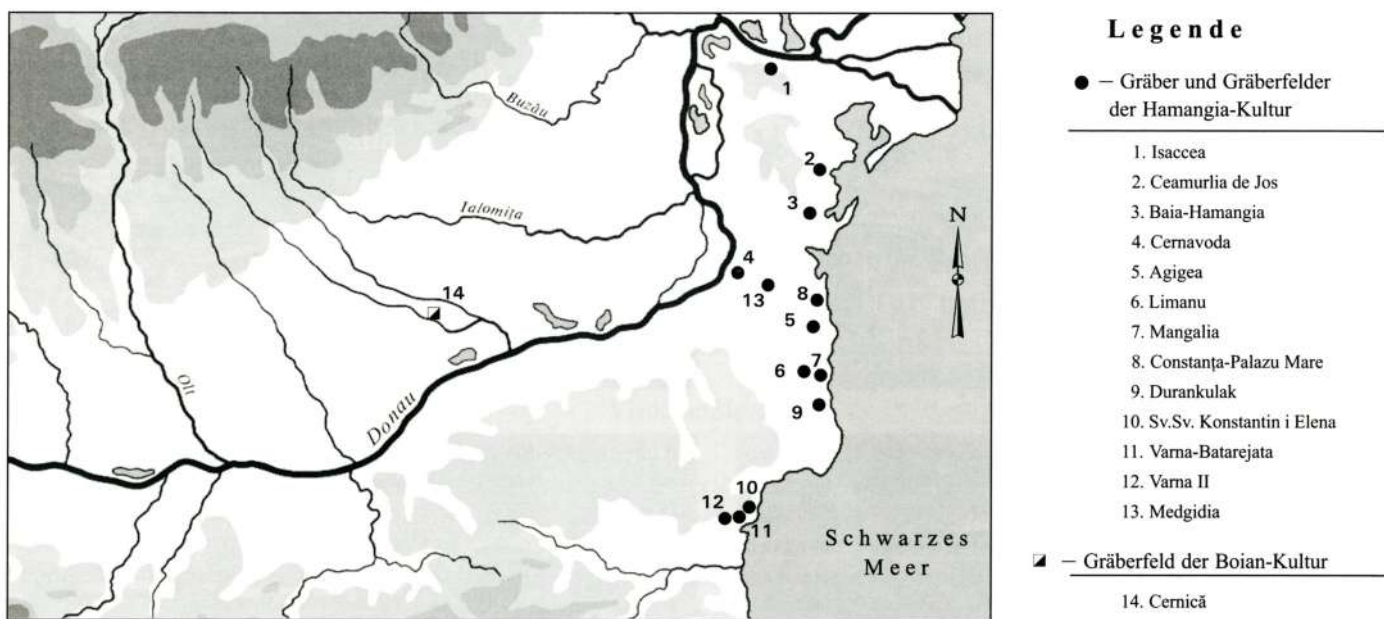 Buzău
1
2
Ialomița
3
N
4
13
8
14
5
6
7
Olt
9
Donau
10
12
11
Schwarzes
Meer
Legende
– Gräber und Gräberfelder
der Hamangia-Kultur
1. Isaccea
2. Ceamurlia de Jos
3. Baia-Hamangia
4. Cernavoda
5. Agigea
6. Limanu
7. Mangalia
8. Constanța-Palazu Mare
9. Durankulak
10. Sv.Sv. Konstantin i Elena
11. Varna-Batarejata
12. Varna II
13. Medgidia
– Gräberfeld der Boian-Kultur
14. Cernică